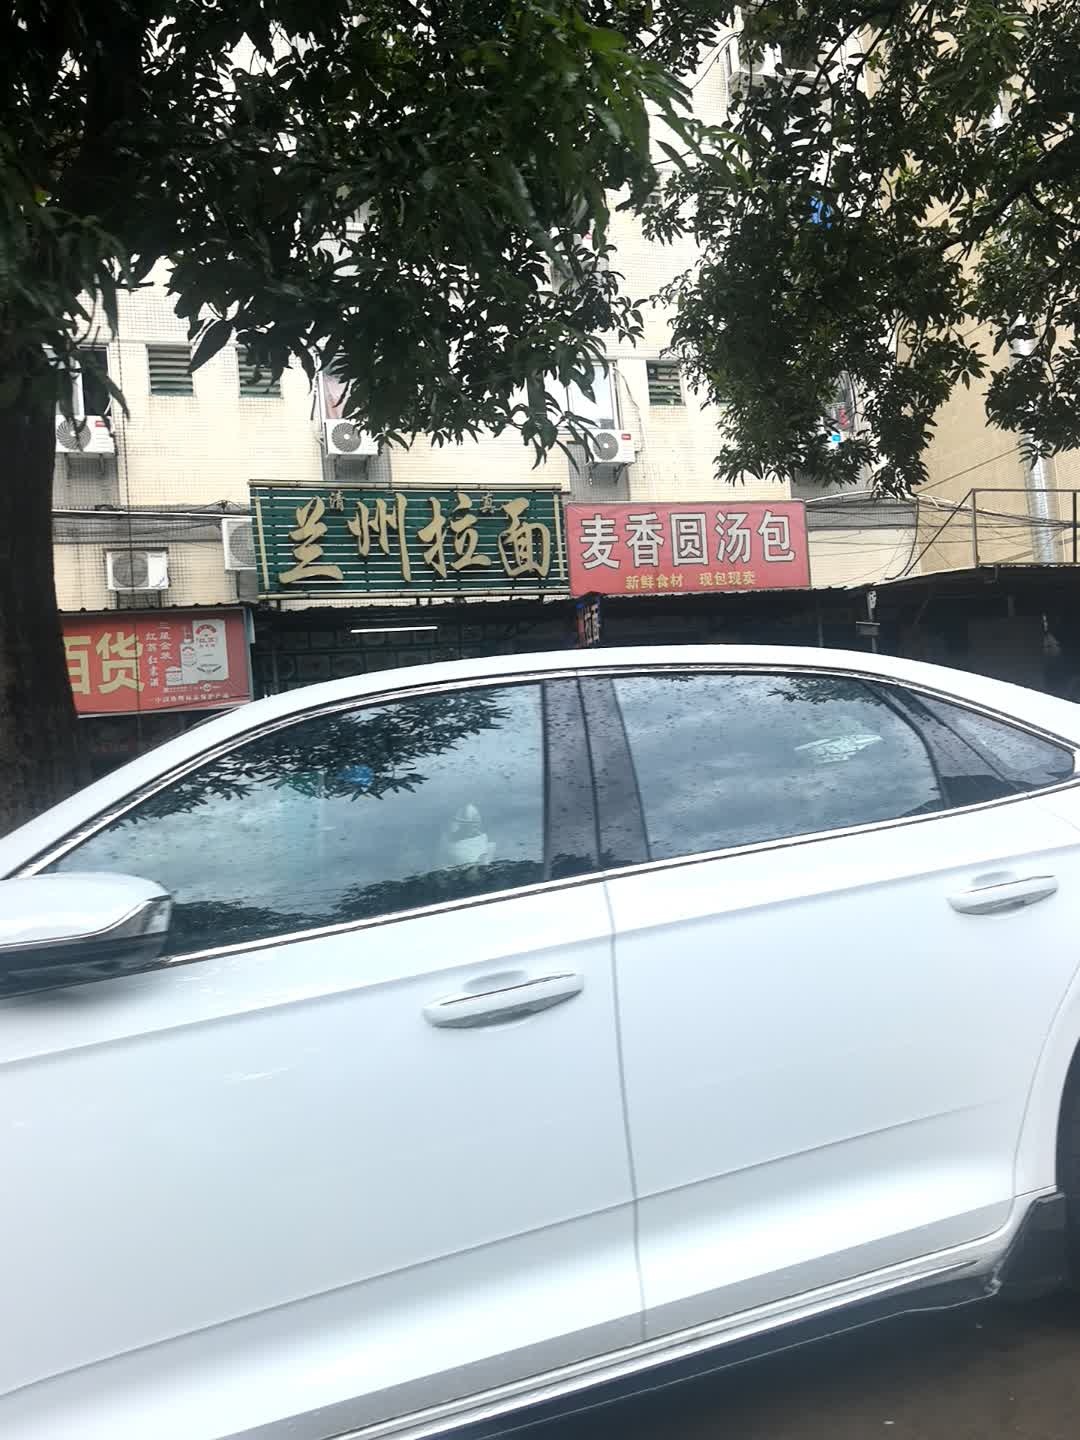 清 真
兰州拉面
麦香圆汤包
新鲜食材 现包现卖
百货